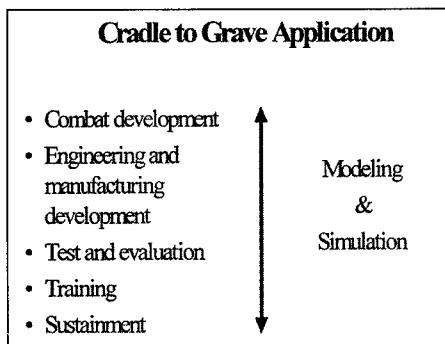 Cradle to Grave Application
• Combat development
• Engineering and
manufacturing
development
• Test and evaluation
• Training
• Sustainment
Modeling
&
Simulation